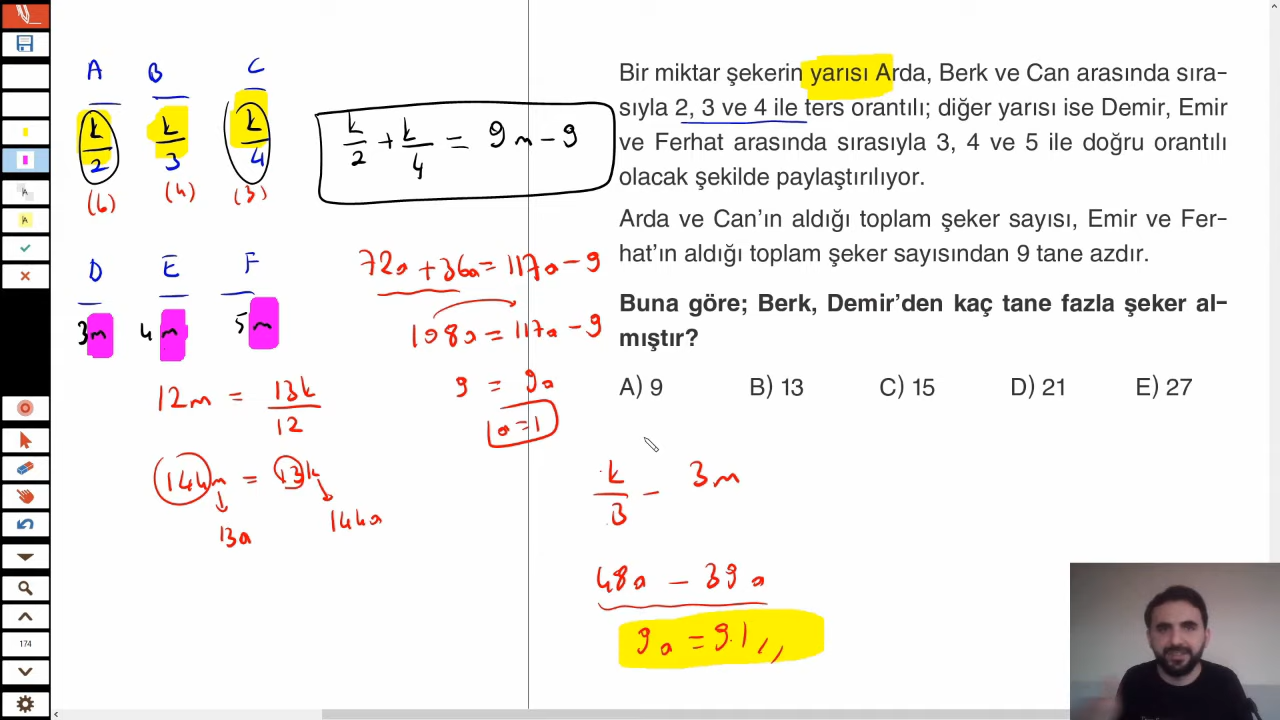 A B C
k/2 k/3 k/4
(6) (4) (3)
k/2 + k/4 = 9m - 9
D E F
3m 4m 5m
12m = 13k/12
144m = 13k
13a
144a
72a + 36a = 117a - 9
108a = 117a - 9
9 = 9a
a = 1
Bir miktar şekerin yarısı Arda, Berk ve Can arasında sıra-
sıyla 2, 3 ve 4 ile ters orantılı; diğer yarısı ise Demir, Emir
ve Ferhat arasında sırasıyla 3, 4 ve 5 ile doğru orantılı
olacak şekilde paylaştırılıyor.
Arda ve Can’ın aldığı toplam şeker sayısı, Emir ve Fer-
hat’ın aldığı toplam şeker sayısından 9 tane azdır.
Buna göre; Berk, Demir’den kaç tane fazla şeker al-
mıştır?
A) 9 B) 13 C) 15 D) 21 E) 27
k/3 - 3m
48a - 39a
9a = 9.1
174